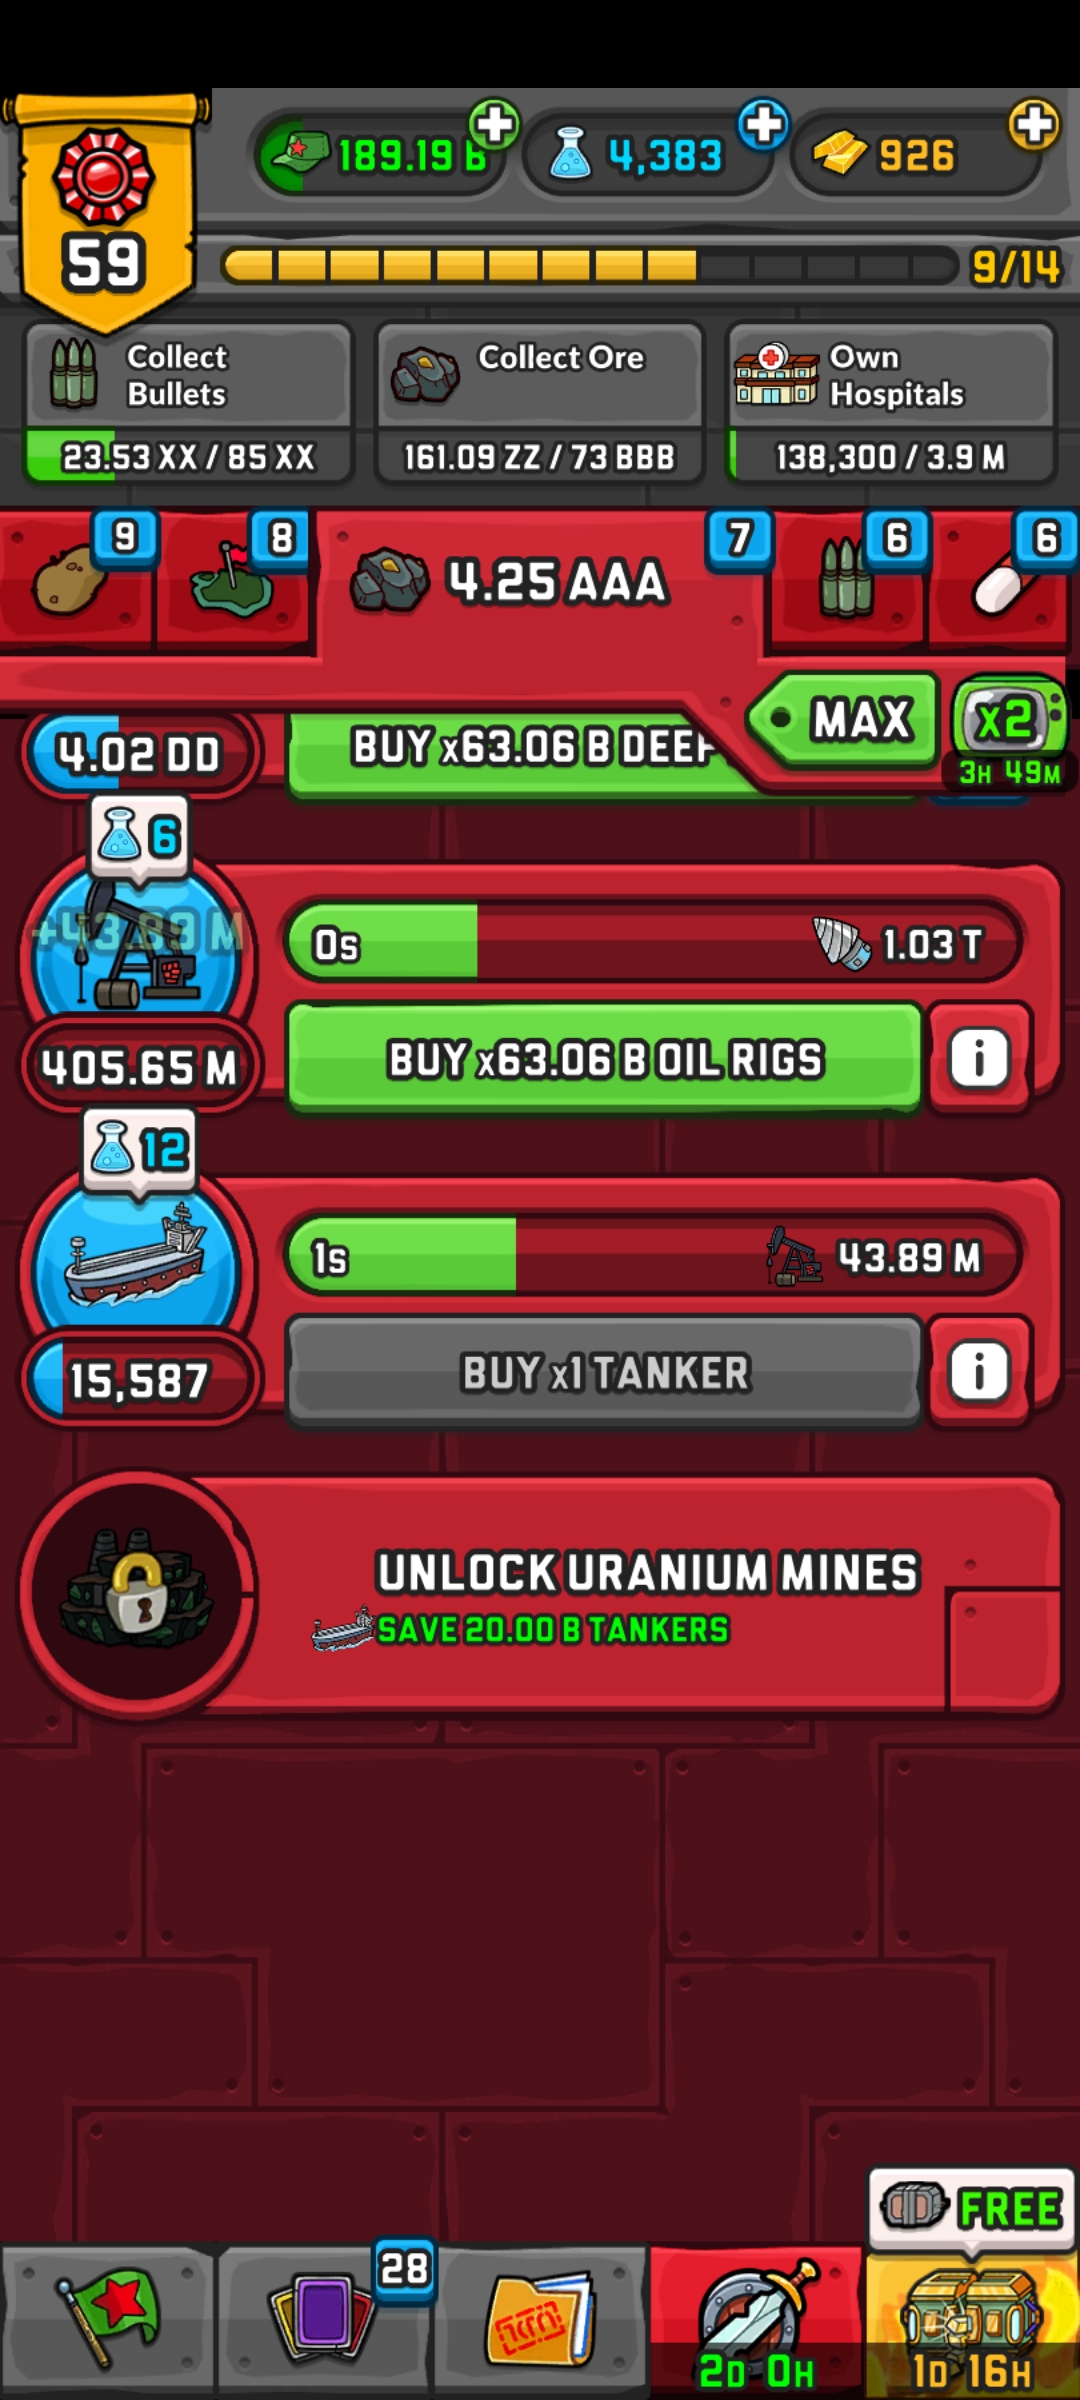 189.19 B
4,383
926
59
9/14
Collect
Bullets
23.53 XX / 85 XX
Collect Ore
161.09 ZZ / 73 BBB
Own
Hospitals
138,300 / 3.9 M
9
8
4.25 AAA
7
6
6
MAX
x2
3H 49M
4.02 DD
BUY x63.06 B DEEP
6
+43.89 M
0s
1.03 T
405.65 M
BUY x63.06 B OIL RIGS
i
12
1s
43.89 M
15,587
BUY x1 TANKER
i
UNLOCK URANIUM MINES
SAVE 20.00 B TANKERS
FREE
28
2D 0H
1D 16H